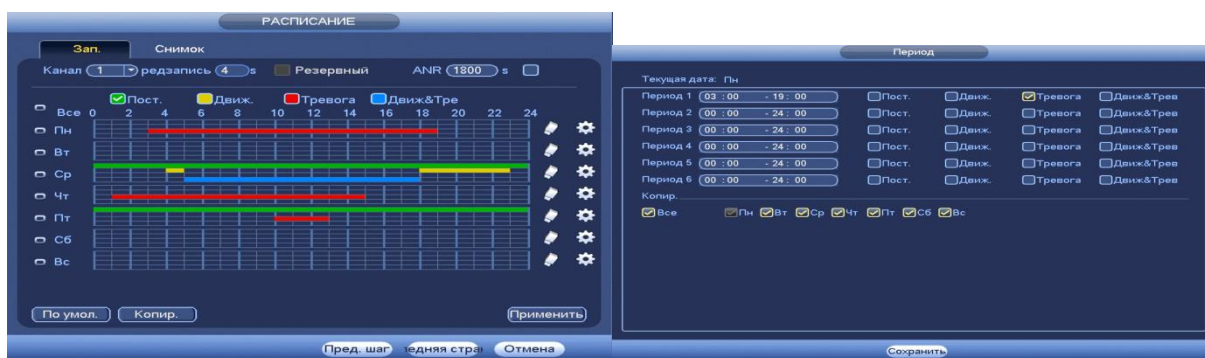 РАСПИСАНИЕ
Зап. Снимок
Канал 1 редзапись 4 s Резервный ANR 1800 s
Пост. Движ. Тревога Движ&Тре
Все 0 2 4 6 8 10 12 14 16 18 20 22 24
Пн
Вт
Ср
Чт
Пт
Сб
Вс
По умол. Копир. Применить
Пред. шаг едняя стра Отмена
Период
Текущая дата: Пн
Период 1 03 : 00 - 19 : 00 Пост. Движ. Тревога Движ&Трев
Период 2 00 : 00 - 24 : 00 Пост. Движ. Тревога Движ&Трев
Период 3 00 : 00 - 24 : 00 Пост. Движ. Тревога Движ&Трев
Период 4 00 : 00 - 24 : 00 Пост. Движ. Тревога Движ&Трев
Период 5 00 : 00 - 24 : 00 Пост. Движ. Тревога Движ&Трев
Период 6 00 : 00 - 24 : 00 Пост. Движ. Тревога Движ&Трев
Копир.
Все Пн Вт Ср Чт Пт Сб Вс
Сохранить